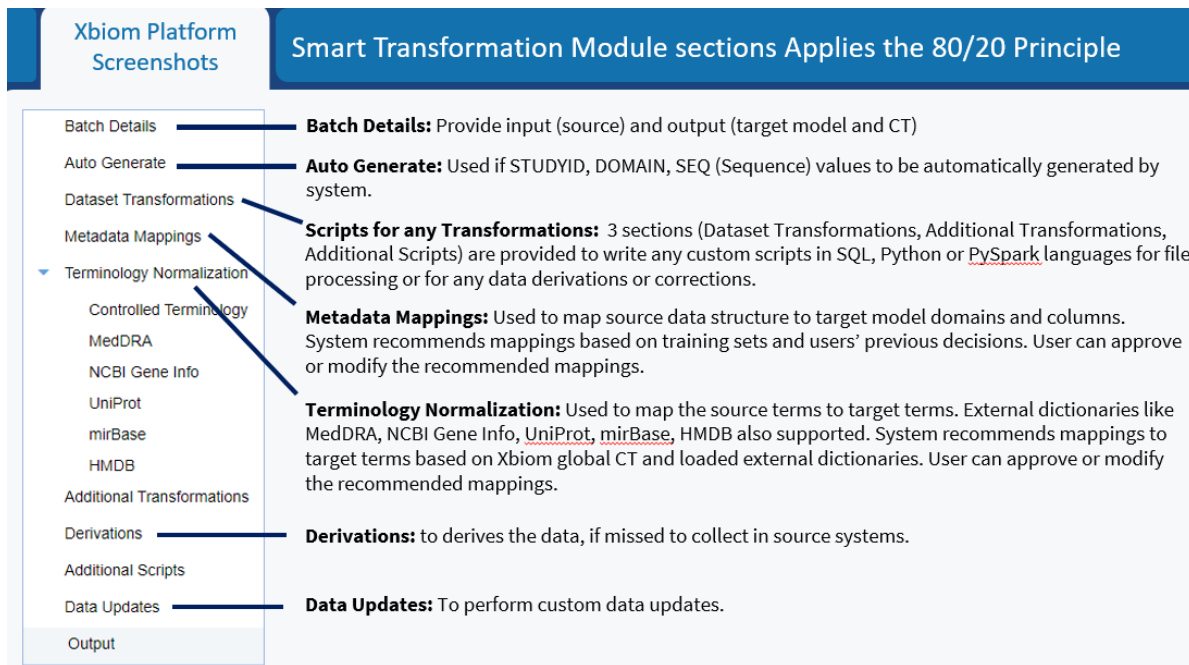 Xbiom Platform
Screenshots
Smart Transformation Module sections Applies the 80/20 Principle
Batch Details
Auto Generate
Dataset Transformations
Metadata Mappings
Terminology Normalization
Controlled Terminology
MedDRA
NCBI Gene Info
UniProt
mirBase
HMDB
Additional Transformations
Derivations
Additional Scripts
Data Updates
Output
Batch Details: Provide input (source) and output (target model and CT)
Auto Generate: Used if STUDYID, DOMAIN, SEQ (Sequence) values to be automatically generated by
system.
Scripts for any Transformations: 3 sections (Dataset Transformations, Additional Transformations,
Additional Scripts) are provided to write any custom scripts in SQL, Python or PySpark languages for file
processing or for any data derivations or corrections.
Metadata Mappings: Used to map source data structure to target model domains and columns.
System recommends mappings based on training sets and users’ previous decisions. User can approve
or modify the recommended mappings.
Terminology Normalization: Used to map the source terms to target terms. External dictionaries like
MedDRA, NCBI Gene Info, UniProt, mirBase, HMDB also supported. System recommends mappings to
target terms based on Xbiom global CT and loaded external dictionaries. User can approve or modify
the recommended mappings.
Derivations: to derives the data, if missed to collect in source systems.
Data Updates: To perform custom data updates.